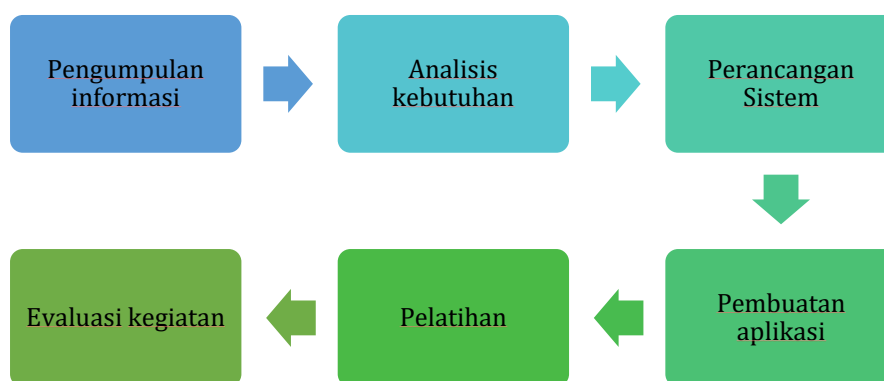 Pengumpulan
informasi
Analisis
kebutuhan
Perancangan
Sistem
Pembuatan
aplikasi
Pelatihan
Evaluasi kegiatan